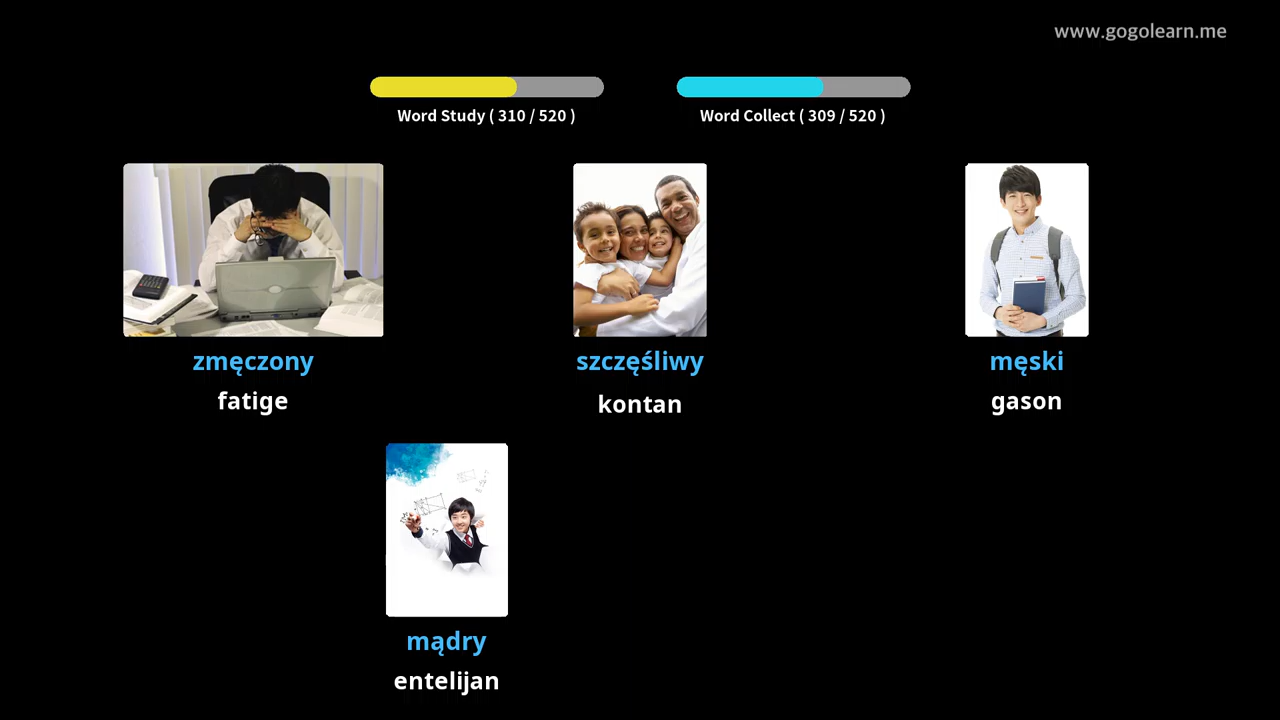 www.gogolearn.me
Word Study ( 310 / 520 )
Word Collect ( 309 / 520 )
zmęczony
szczęśliwy
męski
fatige
kontan
gason
mądry
entelijan